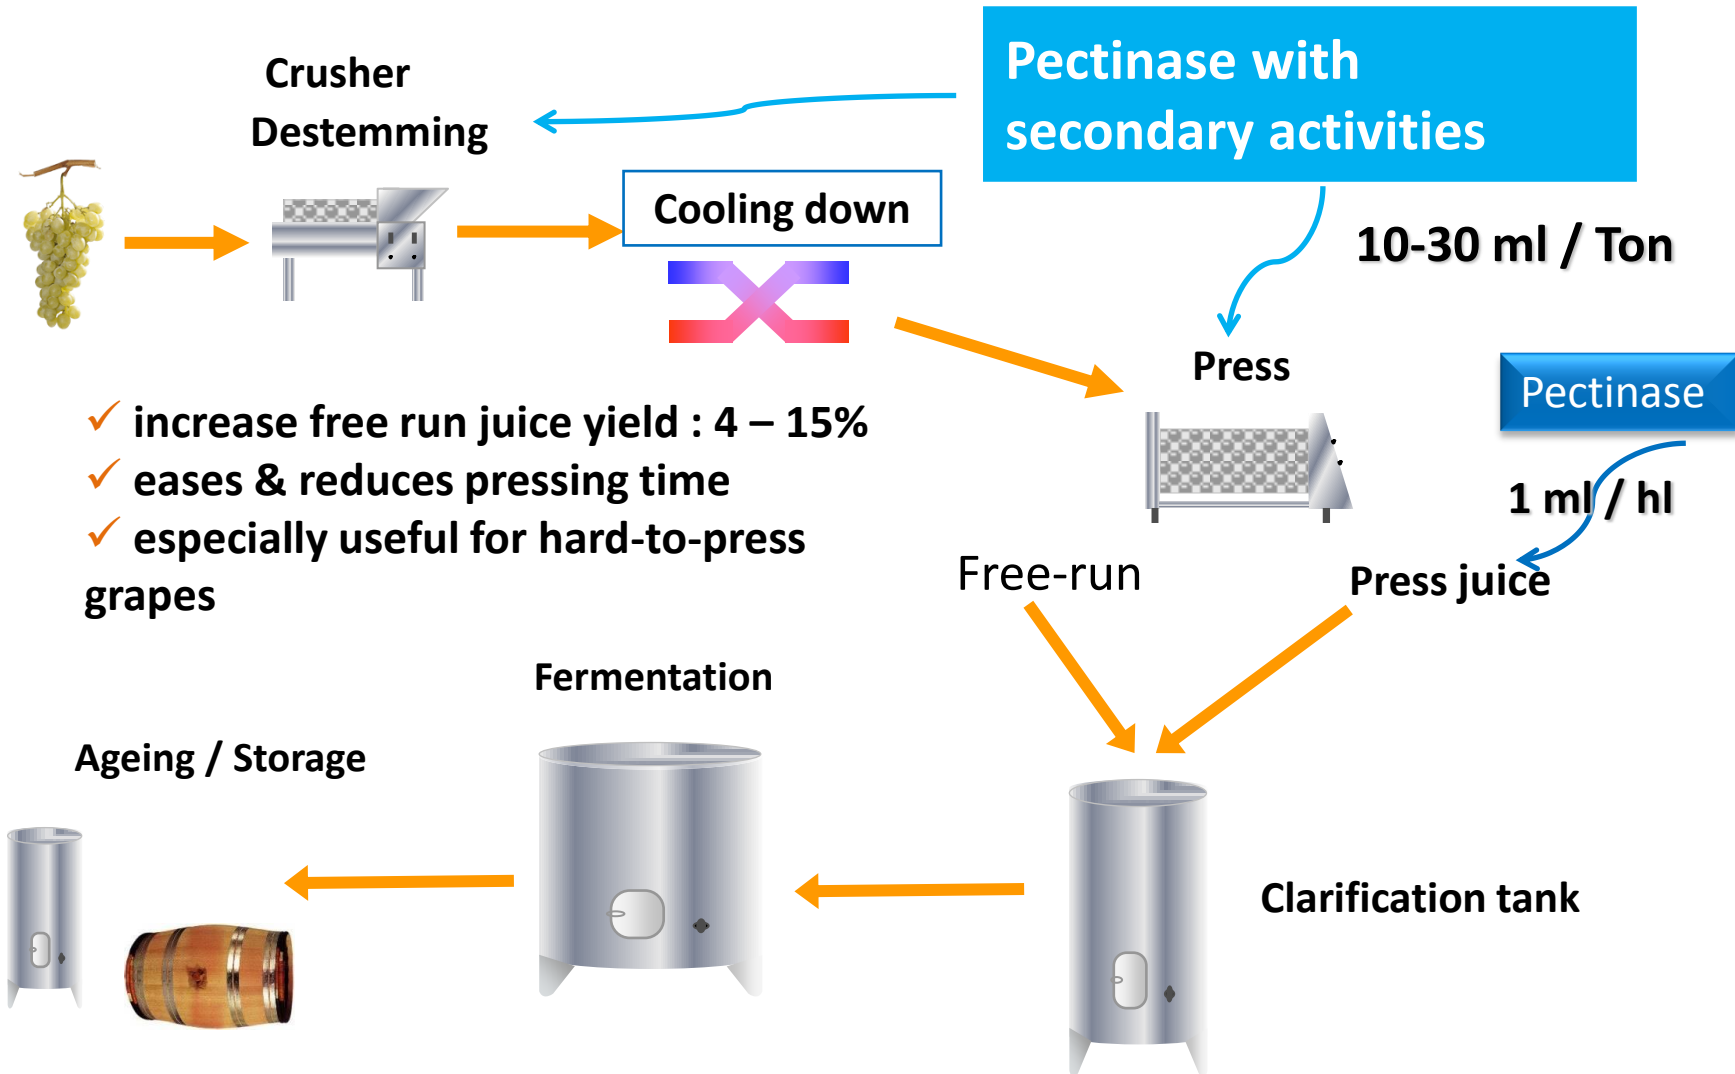 Pectinase with
secondary activities
Crusher
Destemming
Cooling down
10-30 ml / Ton
Press
Pectinase
1 ml / hl
✓ increase free run juice yield : 4 – 15%
✓ eases & reduces pressing time
✓ especially useful for hard-to-press
grapes
Free-run
Press juice
Fermentation
Ageing / Storage
Clarification tank